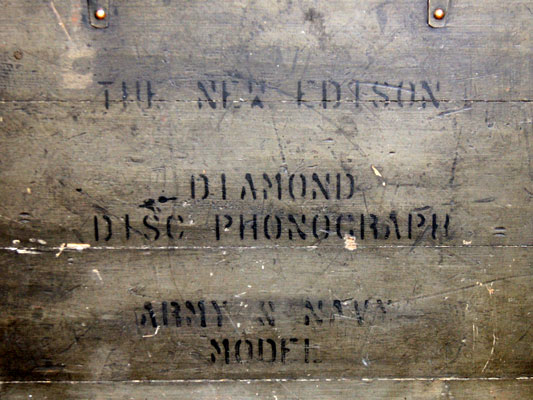 THE NEW EDISON
DIAMOND
DISC PHONOGRAPH
ARMY & NAVY
MODEL